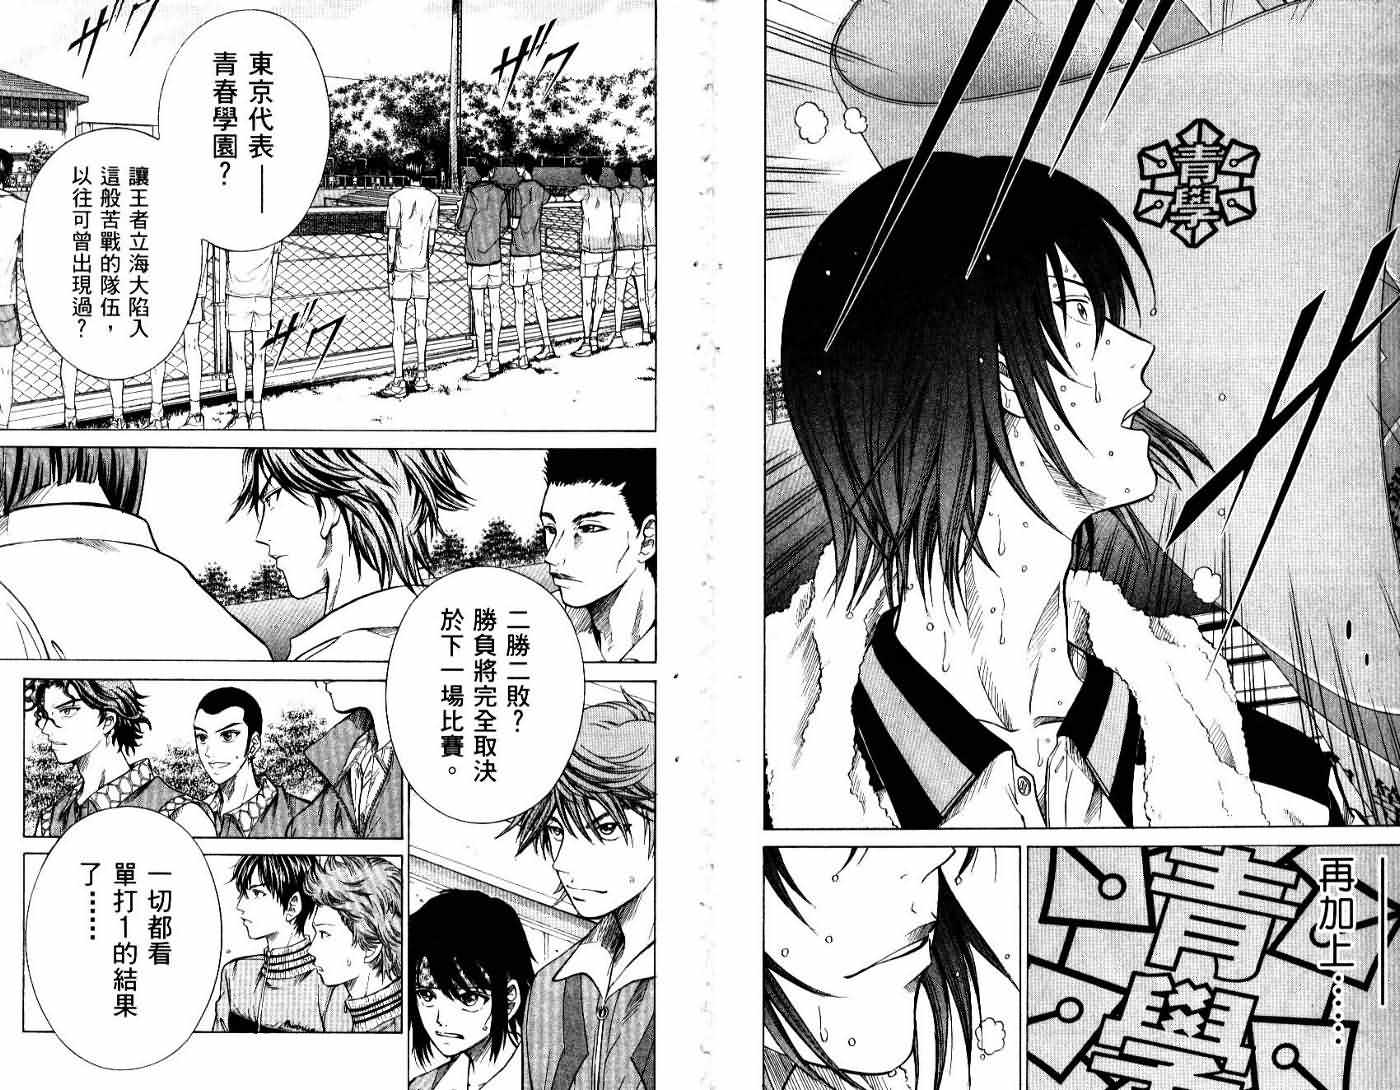 青
學
再加上……
青
學
ザワ
ザワ
東京代表——
青春學園？
讓王者立海大陷入
這般苦戰的隊伍，
以往可曾出現過？
ザワ
二勝二敗？
勝負將完全取決
於下一場比賽。
一切都看
單打1的結果
了……